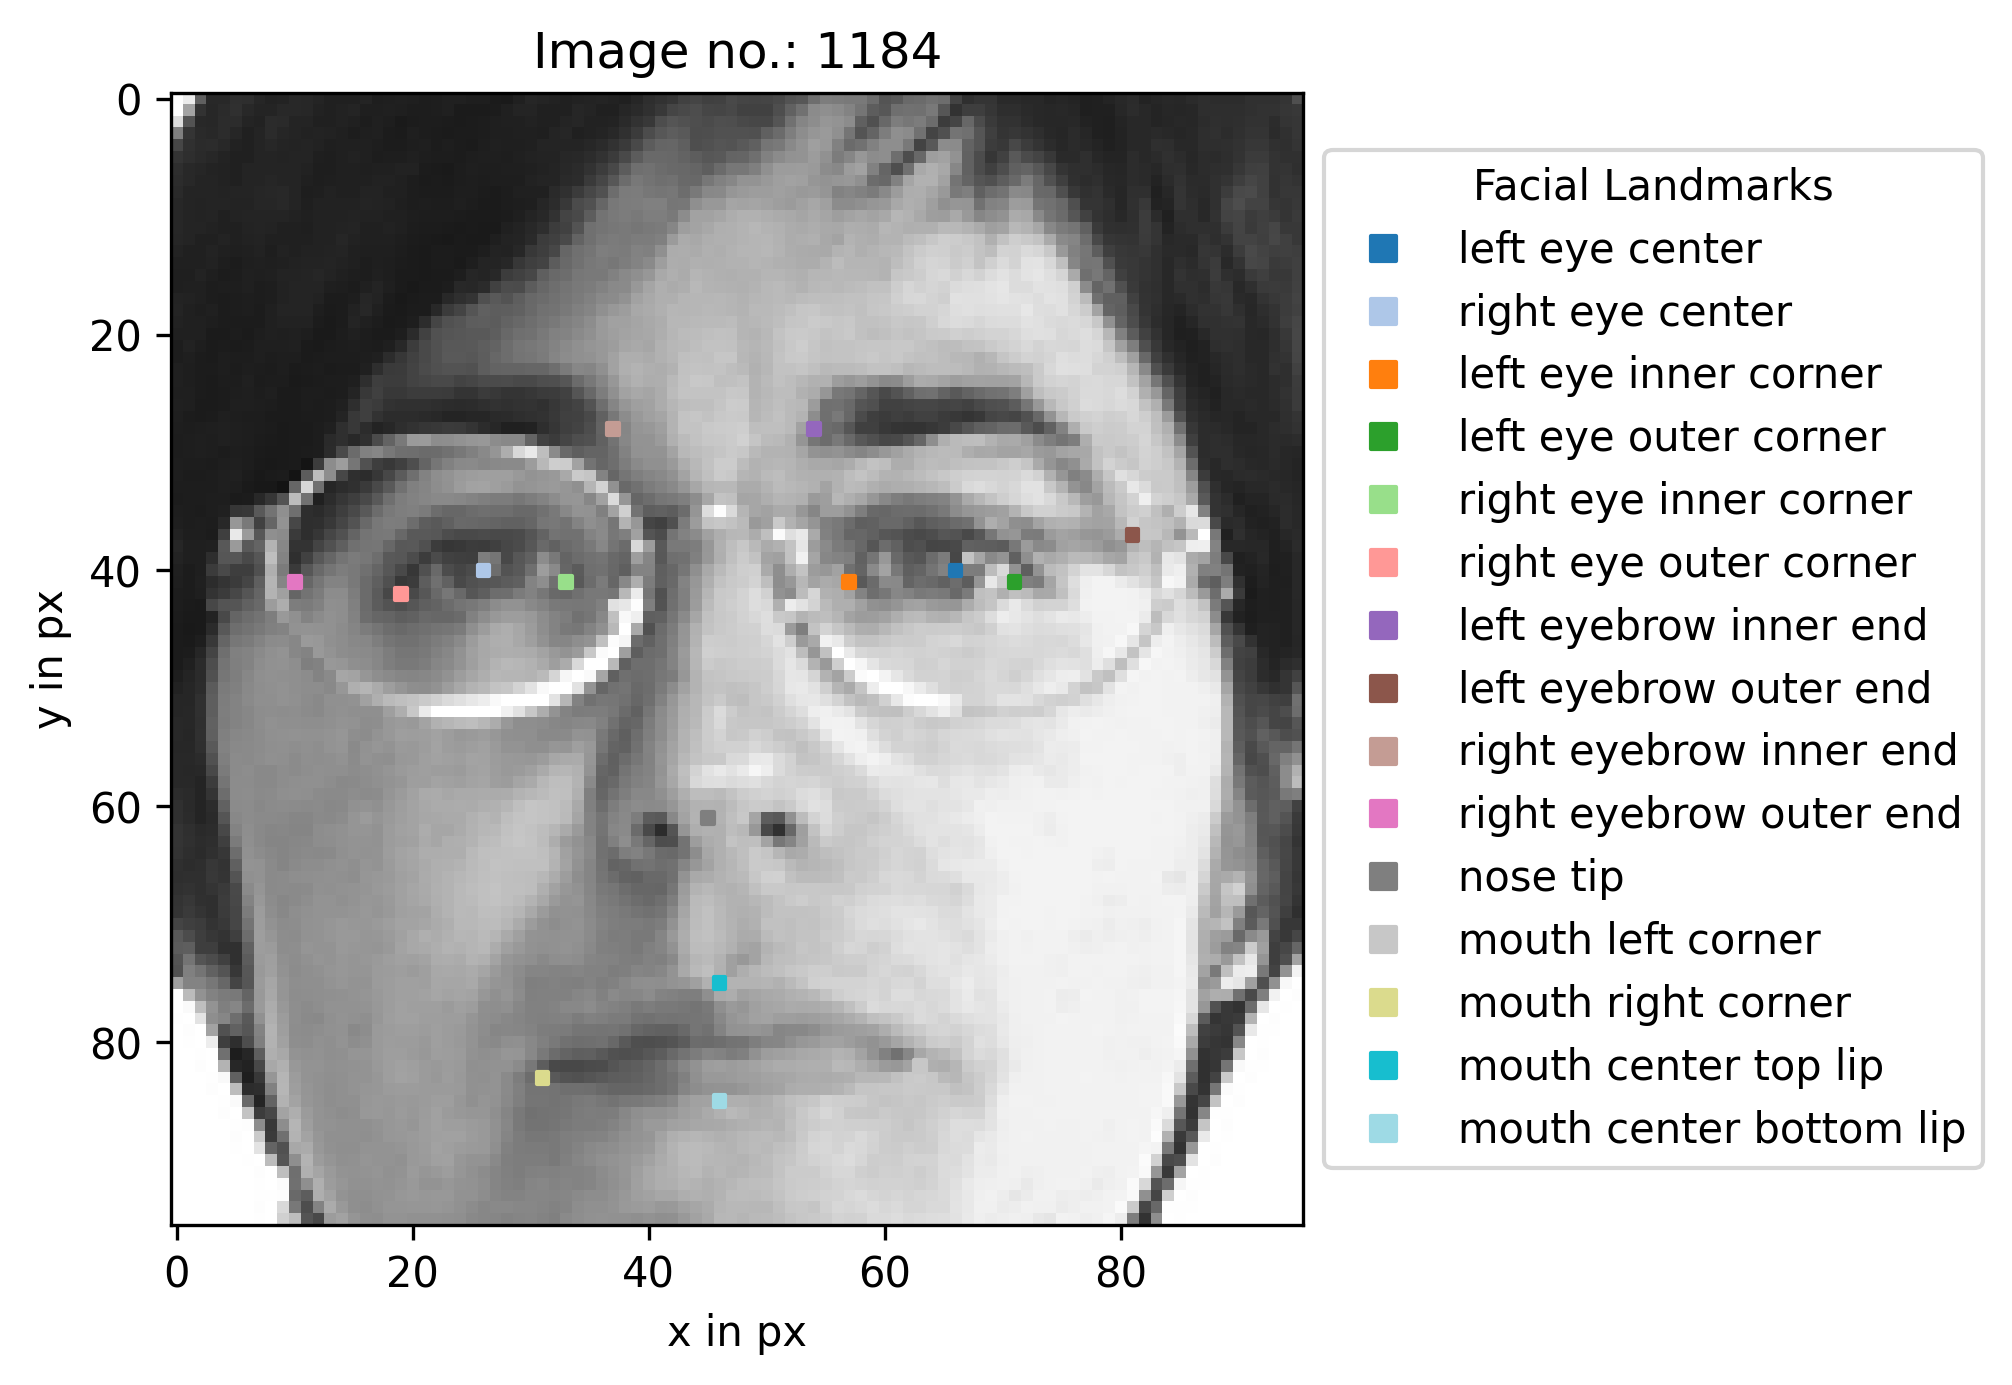 Image no.: 1184
0
20
40
60
80
y in px
0 20 40 60 80
x in px
Facial Landmarks
left eye center
right eye center
left eye inner corner
left eye outer corner
right eye inner corner
right eye outer corner
left eyebrow inner end
left eyebrow outer end
right eyebrow inner end
right eyebrow outer end
nose tip
mouth left corner
mouth right corner
mouth center top lip
mouth center bottom lip